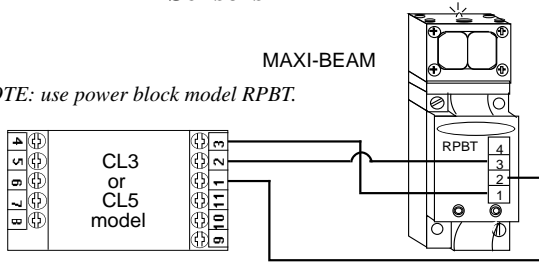 MAXI-BEAM
OTE: use power block model RPBT.
RPBT
4
3
2
1
CL3
or
CL5
model
4
5
6
7
8
3
2
1
11
10
9